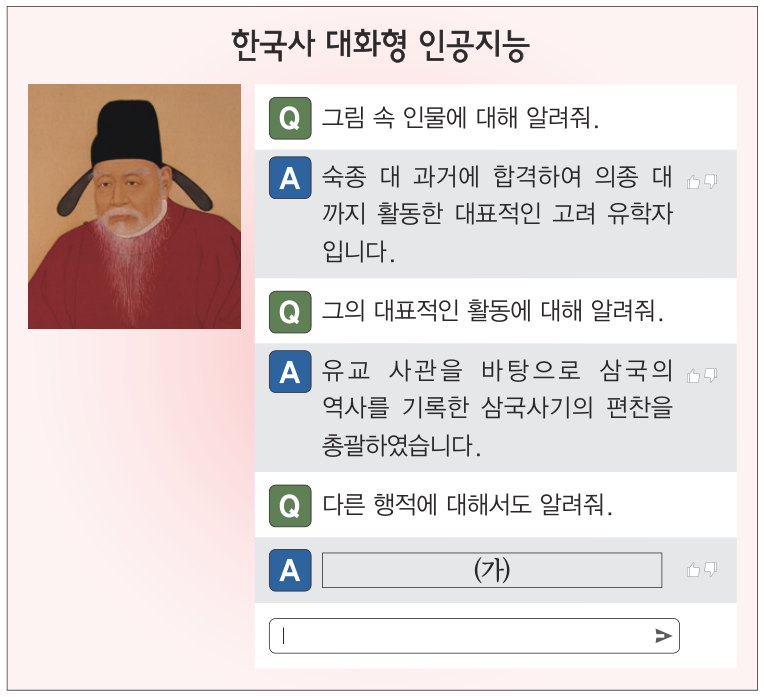 한국사 대화형 인공지능
Q 그림 속 인물에 대해 알려줘.
A 숙종 대 과거에 합격하여 의종 대
까지 활동한 대표적인 고려 유학자
입니다.
Q 그의 대표적인 활동에 대해 알려줘.
A 유교 사관을 바탕으로 삼국의
역사를 기록한 삼국사기의 편찬을
총괄하였습니다.
Q 다른 행적에 대해서도 알려줘.
A (가)